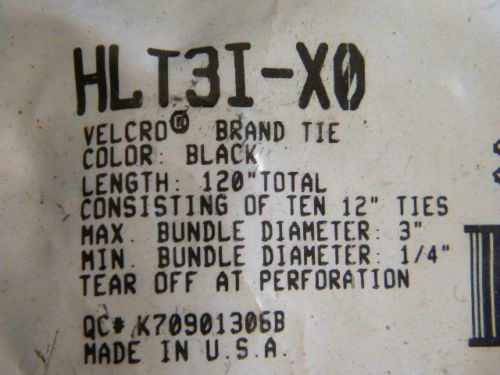 HLT3I-X0
VELCRO® BRAND TIE
COLOR: BLACK
LENGTH: 120" TOTAL
CONSISTING OF TEN 12" TIES
MAX. BUNDLE DIAMETER: 3"
MIN. BUNDLE DIAMETER: 1/4"
TEAR OFF AT PERFORATION
QC# K70901306B
MADE IN U.S.A.